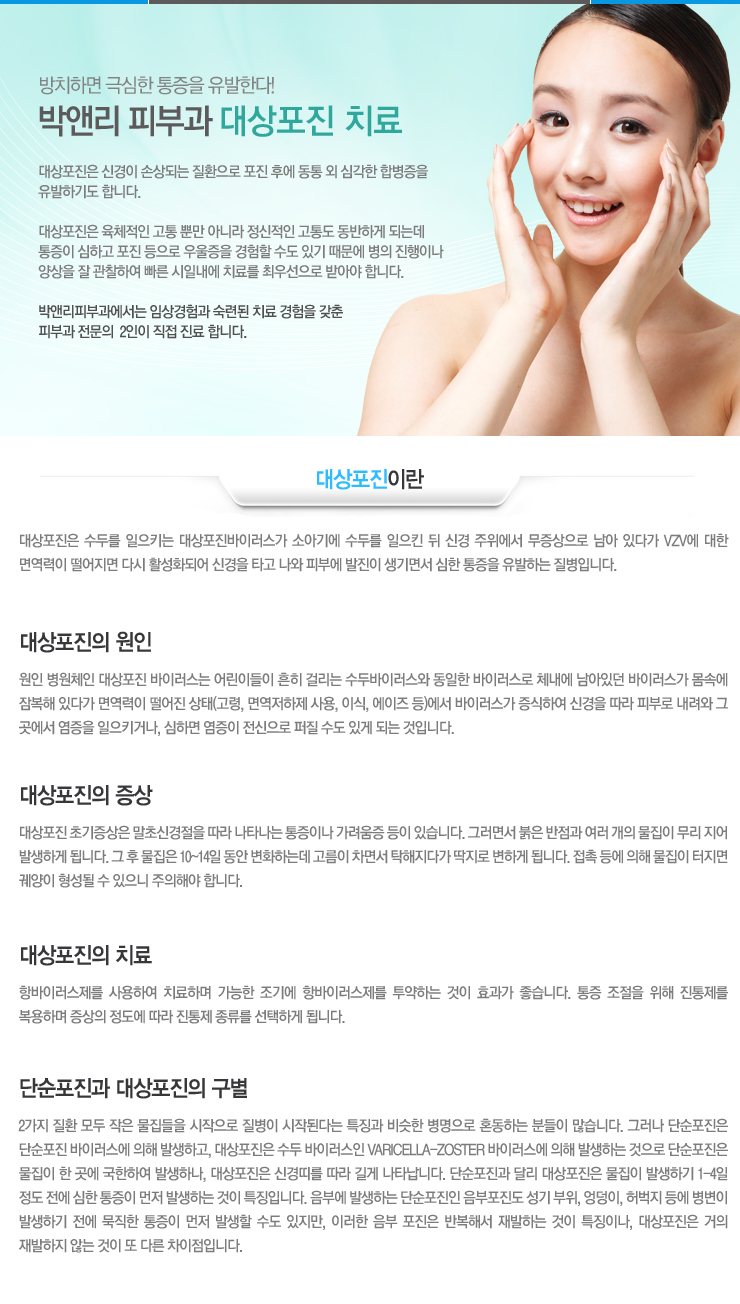 방치하면 극심한 통증을 유발한다!
박앤리 피부과 대상포진 치료
대상포진은 신경이 손상되는 질환으로 포진 후에 동통 외 심각한 합병증을
유발하기도 합니다.
대상포진은 육체적인 고통 뿐만 아니라 정신적인 고통도 동반하게 되는데
통증이 심하고 포진 등으로 우울증을 경험할 수도 있기 때문에 병의 진행이나
양상을 잘 관찰하여 빠른 시일내에 치료를 최우선으로 받아야 합니다.
박앤리피부과에서는 임상경험과 숙련된 치료 경험을 갖춘
피부과 전문의 2인이 직접 진료 합니다.
대상포진이란
대상포진은 수두를 일으키는 대상포진바이러스가 소아기에 수두를 일으킨 뒤 신경 주위에서 무증상으로 남아 있다가 VZV에 대한
면역력이 떨어지면 다시 활성화되어 신경을 타고 나와 피부에 발진이 생기면서 심한 통증을 유발하는 질병입니다.
대상포진의 원인
원인 병원체인 대상포진 바이러스는 어린이들이 흔히 걸리는 수두바이러스와 동일한 바이러스로 체내에 남아있던 바이러스가 몸속에
잠복해 있다가 면역력이 떨어진 상태(고령, 면역저하제 사용, 이식, 에이즈 등)에서 바이러스가 증식하여 신경을 따라 피부로 내려와 그
곳에서 염증을 일으키거나, 심하면 염증이 전신으로 퍼질 수도 있게 되는 것입니다.
대상포진의 증상
대상포진 초기증상은 말초신경절을 따라 나타나는 통증이나 가려움증 등이 있습니다. 그러면서 붉은 반점과 여러 개의 물집이 무리 지어
발생하게 됩니다. 그 후 물집은 10~14일 동안 변화하는데 고름이 차면서 탁해지다가 딱지로 변하게 됩니다. 접촉 등에 의해 물집이 터지면
궤양이 형성될 수 있으니 주의해야 합니다.
대상포진의 치료
항바이러스제를 사용하여 치료하며 가능한 조기에 항바이러스제를 투약하는 것이 효과가 좋습니다. 통증 조절을 위해 진통제를
복용하며 증상의 정도에 따라 진통제 종류를 선택하게 됩니다.
단순포진과 대상포진의 구별
2가지 질환 모두 작은 물집들을 시작으로 질병이 시작된다는 특징과 비슷한 병명으로 혼동하는 분들이 많습니다. 그러나 단순포진은
단순포진 바이러스에 의해 발생하고, 대상포진은 수두 바이러스인 VARICELLA-ZOSTER 바이러스에 의해 발생하는 것으로 단순포진은
물집이 한 곳에 국한하여 발생하나, 대상포진은 신경띠를 따라 길게 나타납니다. 단순포진과 달리 대상포진은 물집이 발생하기 1-4일
정도 전에 심한 통증이 먼저 발생하는 것이 특징입니다. 음부에 발생하는 단순포진인 음부포진도 성기 부위, 엉덩이, 허벅지 등에 병변이
발생하기 전에 묵직한 통증이 먼저 발생할 수도 있지만, 이러한 음부 포진은 반복해서 재발하는 것이 특징이나, 대상포진은 거의
재발하지 않는 것이 또 다른 차이점입니다.